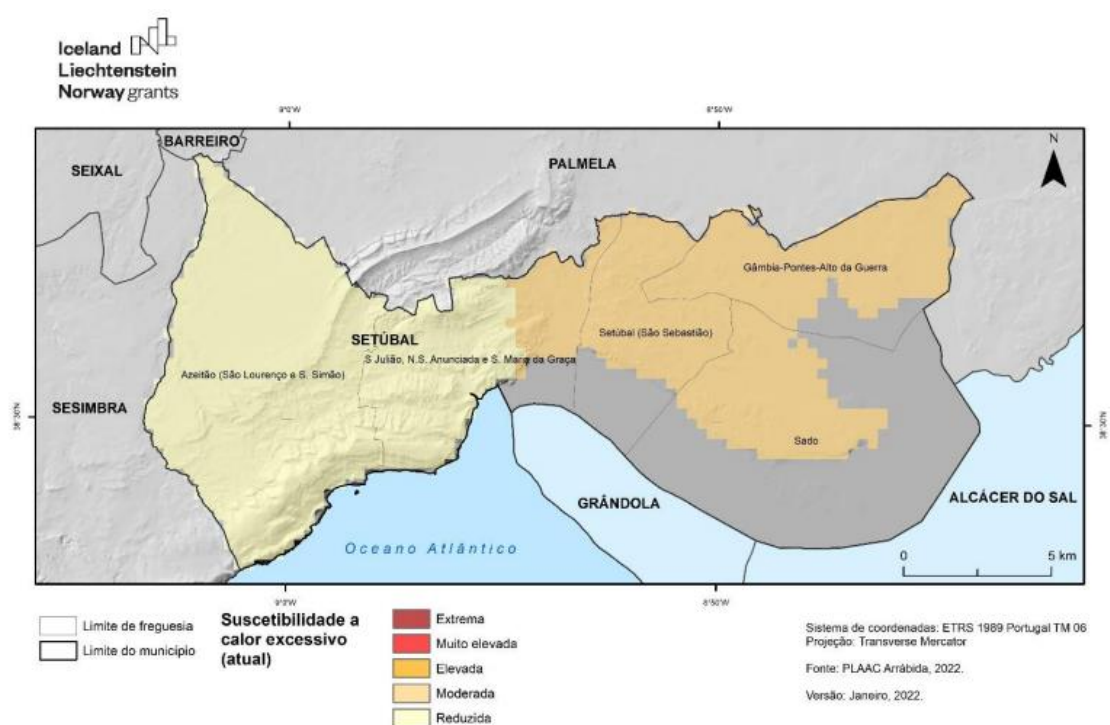 Iceland
Liechtenstein
Norway grants
9°0'W
8°50'W
BARREIRO
SEIXAL
PALMELA
N
Gâmbia-Pontes-Alto da Guerra
SETÚBAL
Setúbal (São Sebastião)
S Julião, N.S. Anunciada e S. Maria da Graça
Azeitão (São Lourenço e S. Simão)
SESIMBRA
38°30'N
38°30'N
Sado
GRÂNDOLA
ALCÁCER DO SAL
Oceano Atlântico
0
5 km
9°0'W
8°50'W
Limite de freguesia
Limite do município
Suscetibilidade a
calor excessivo
(atual)
Extrema
Muito elevada
Elevada
Moderada
Reduzida
Sistema de coordenadas: ETRS 1989 Portugal TM 06
Projeção: Transverse Mercator
Fonte: PLAAC Arrábida, 2022.
Versão: Janeiro, 2022.